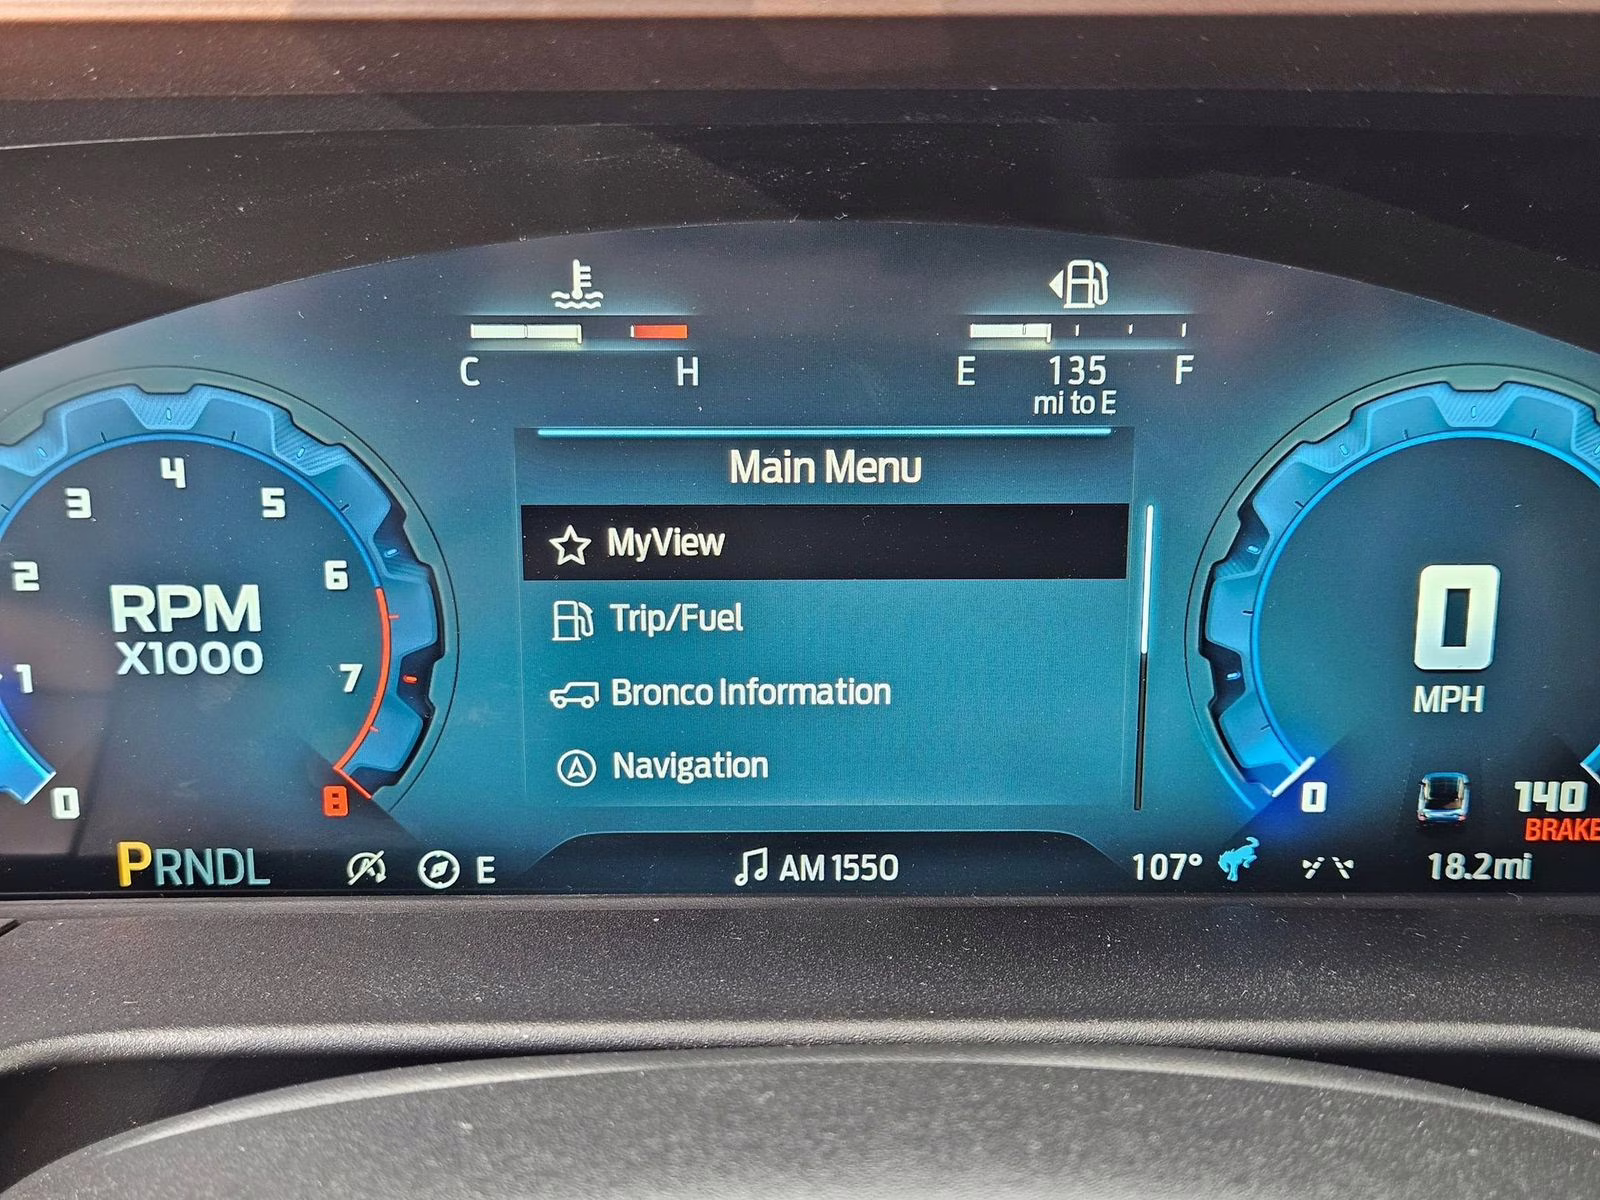 C H
E F
135
mi to E
Main Menu
MyView
Trip/Fuel
Bronco Information
Navigation
0
1
2
3
4
5
6
7
8
RPM
X1000
0
MPH
0
140
BRAKE
PRNDL
E
AM 1550
107°
18.2mi